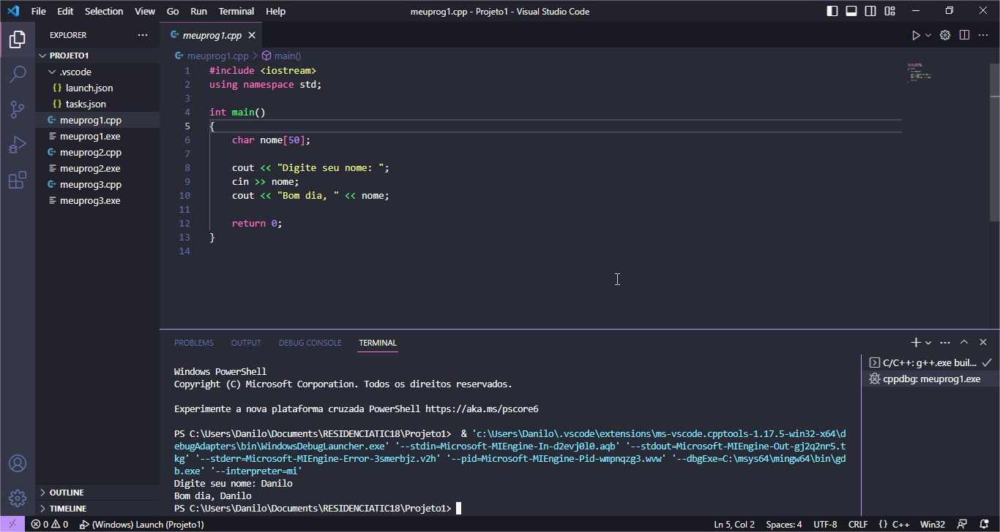 File Edit Selection View Go Run Terminal Help
meuprog1.cpp - Projeto1 - Visual Studio Code
EXPLORER
PROJETO1
.vscode
launch.json
tasks.json
meuprog1.cpp
meuprog1.exe
meuprog2.cpp
meuprog2.exe
meuprog3.cpp
meuprog3.exe
OUTLINE
TIMELINE
meuprog1.cpp
meuprog1.cpp > main()
1 #include <iostream>
2 using namespace std;
3
4 int main()
5 {
6 char nome[50];
7
8 cout << "Digite seu nome: ";
9 cin >> nome;
10 cout << "Bom dia, " << nome;
11
12 return 0;
13 }
14
PROBLEMS OUTPUT DEBUG CONSOLE TERMINAL
Windows PowerShell
Copyright (C) Microsoft Corporation. Todos os direitos reservados.
Experimente a nova plataforma cruzada PowerShell https://aka.ms/pscore6
PS C:\Users\Danilo\Documents\RESIDENCIATIC18\Projeto1>  & 'c:\Users\Danilo\.vscode\extensions\ms-vscode.cpptools-1.17.5-win32-x64\d
ebugAdapters\bin\WindowsDebugLauncher.exe' '--stdin=Microsoft-MIEngine-In-d2evj0l0.aqb' '--stdout=Microsoft-MIEngine-Out-gj2q2nr5.t
kg' '--stderr=Microsoft-MIEngine-Error-3smerbjz.v2h' '--pid=Microsoft-MIEngine-Pid-wmpnqzg3.wvw' '--dbgExe=C:\msys64\mingw64\bin\gd
b.exe' '--interpreter=mi'
Digite seu nome: Danilo
Bom dia, Danilo
PS C:\Users\Danilo\Documents\RESIDENCIATIC18\Projeto1>
C/C++: g++.exe buil...
cppdbg: meuprog1.exe
0 0 (Windows) Launch (Projeto1)
Ln 5, Col 2 Spaces: 4 UTF-8 CRLF {} C++ Win32